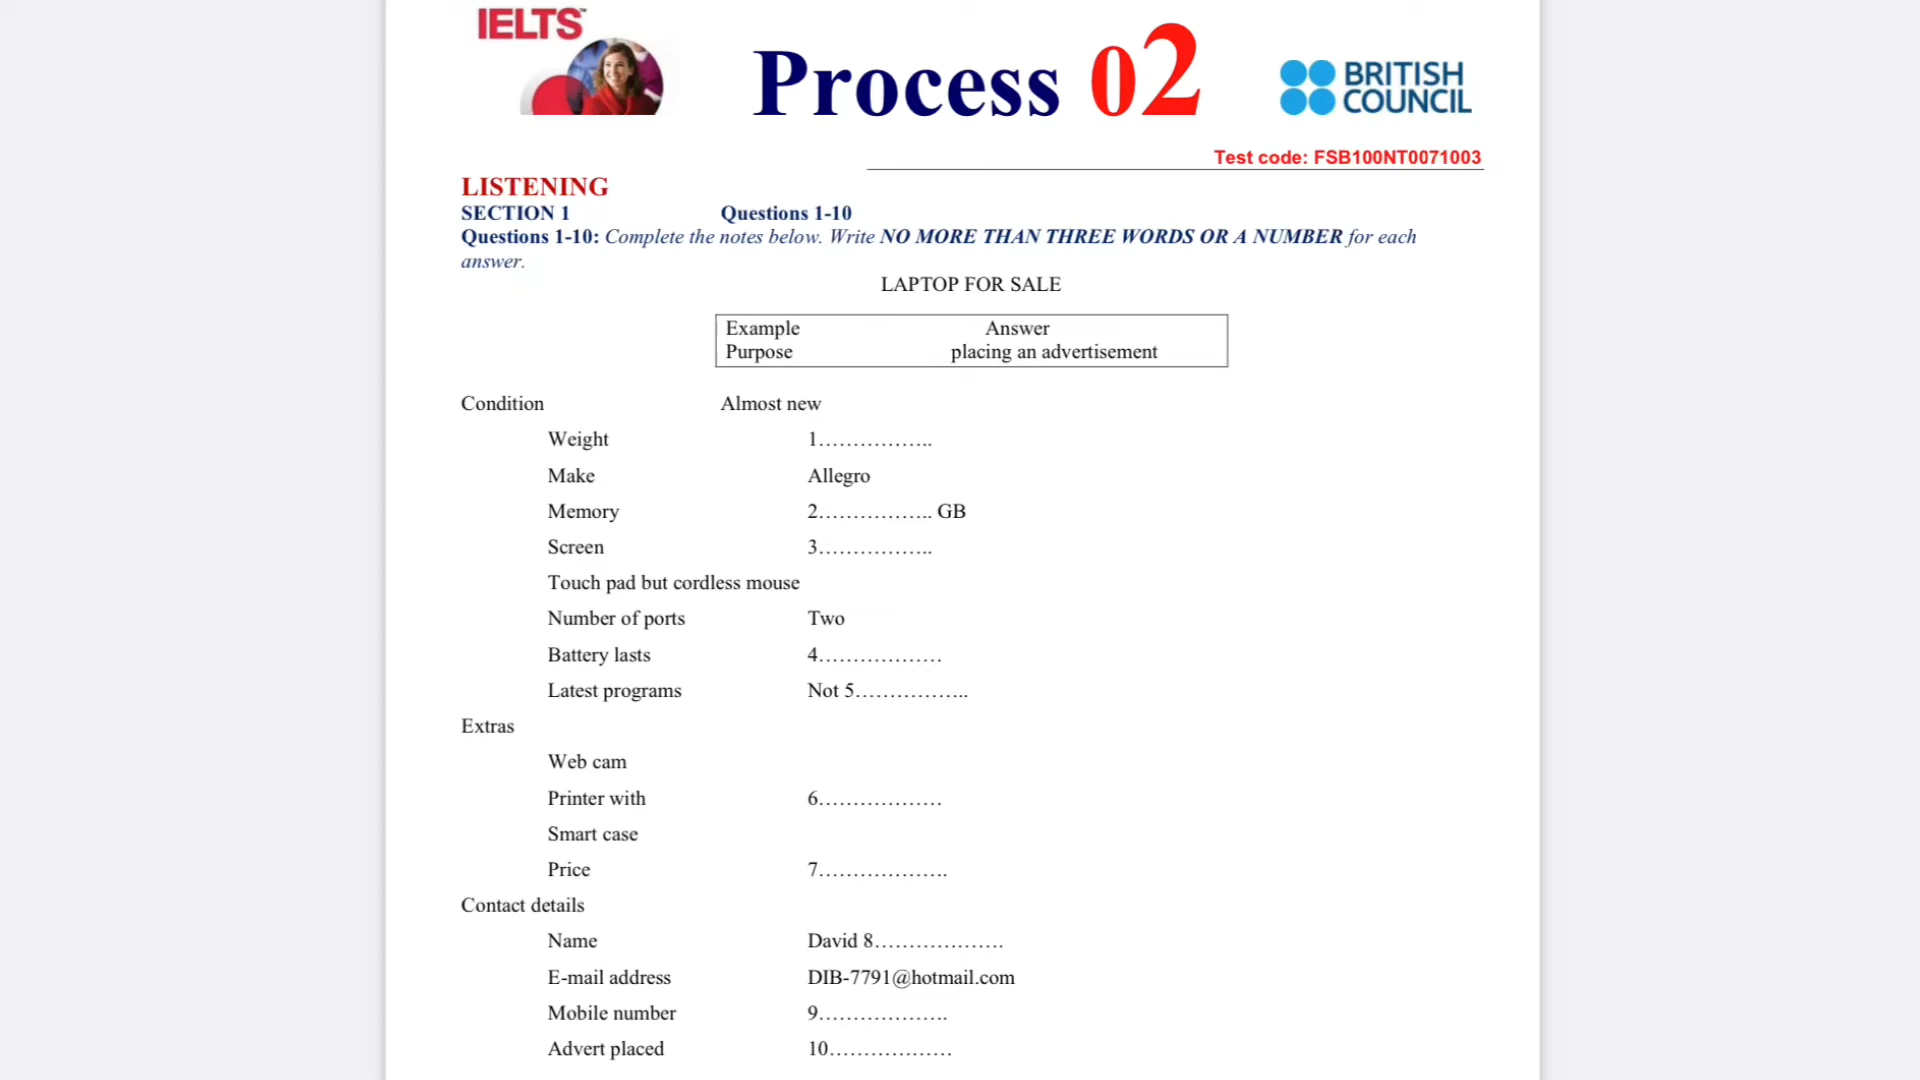 IELTS™
Process 02
BRITISH
COUNCIL
Test code: FSB100NT0071003
LISTENING
SECTION 1 Questions 1-10
Questions 1-10: Complete the notes below. Write NO MORE THAN THREE WORDS OR A NUMBER for each
answer.
LAPTOP FOR SALE
Example Answer
Purpose placing an advertisement
Condition Almost new
Weight 1……………..
Make Allegro
Memory 2…………….. GB
Screen 3……………..
Touch pad but cordless mouse
Number of ports Two
Battery lasts 4………………
Latest programs Not 5……………..
Extras
Web cam
Printer with 6………………
Smart case
Price 7……………….
Contact details
Name David 8……………….
E-mail address DIB-7791@hotmail.com
Mobile number 9……………….
Advert placed 10………………